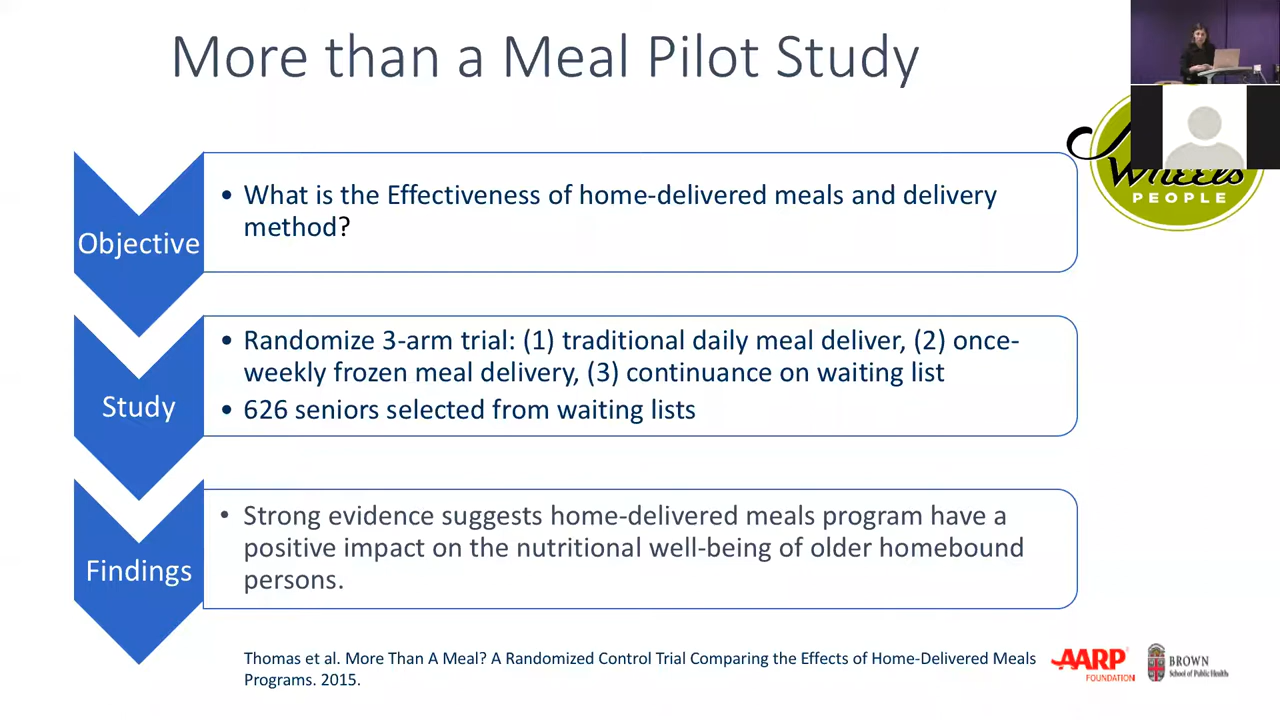 More than a Meal Pilot Study
Wheels
PEOPLE
Objective
• What is the Effectiveness of home-delivered meals and delivery
method?
Study
• Randomize 3-arm trial: (1) traditional daily meal deliver, (2) once-
weekly frozen meal delivery, (3) continuance on waiting list
• 626 seniors selected from waiting lists
Findings
• Strong evidence suggests home-delivered meals program have a
positive impact on the nutritional well-being of older homebound
persons.
Thomas et al. More Than A Meal? A Randomized Control Trial Comparing the Effects of Home-Delivered Meals
Programs. 2015.
AARP
FOUNDATION
BROWN
School of Public Health